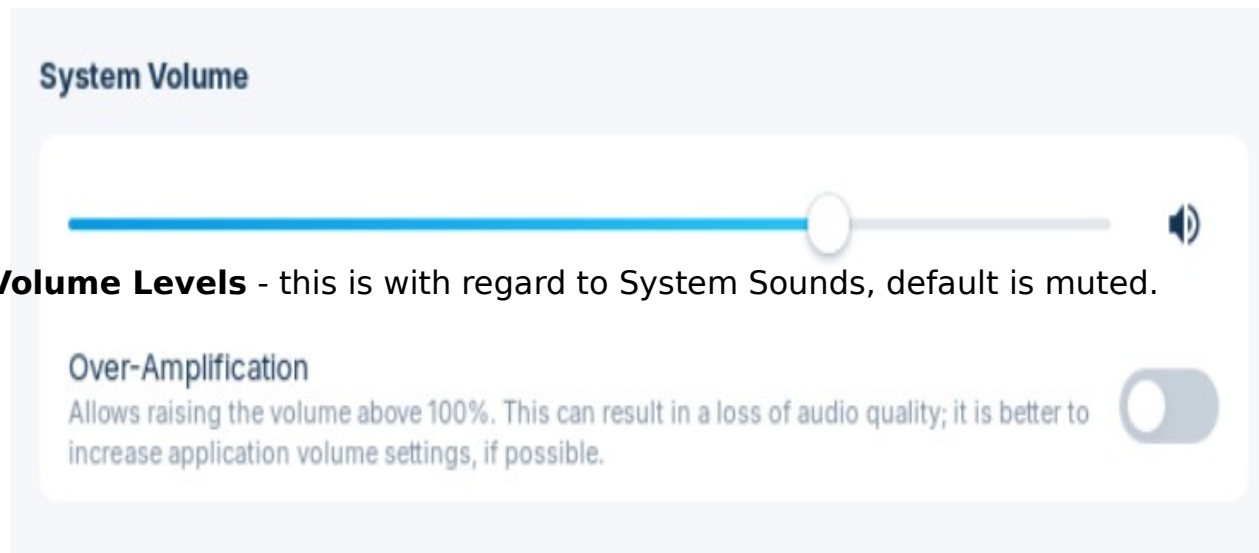 System Volume
Volume Levels - this is with regard to System Sounds, default is muted.
Over-Amplification
Allows raising the volume above 100%. This can result in a loss of audio quality; it is better to
increase application volume settings, if possible.